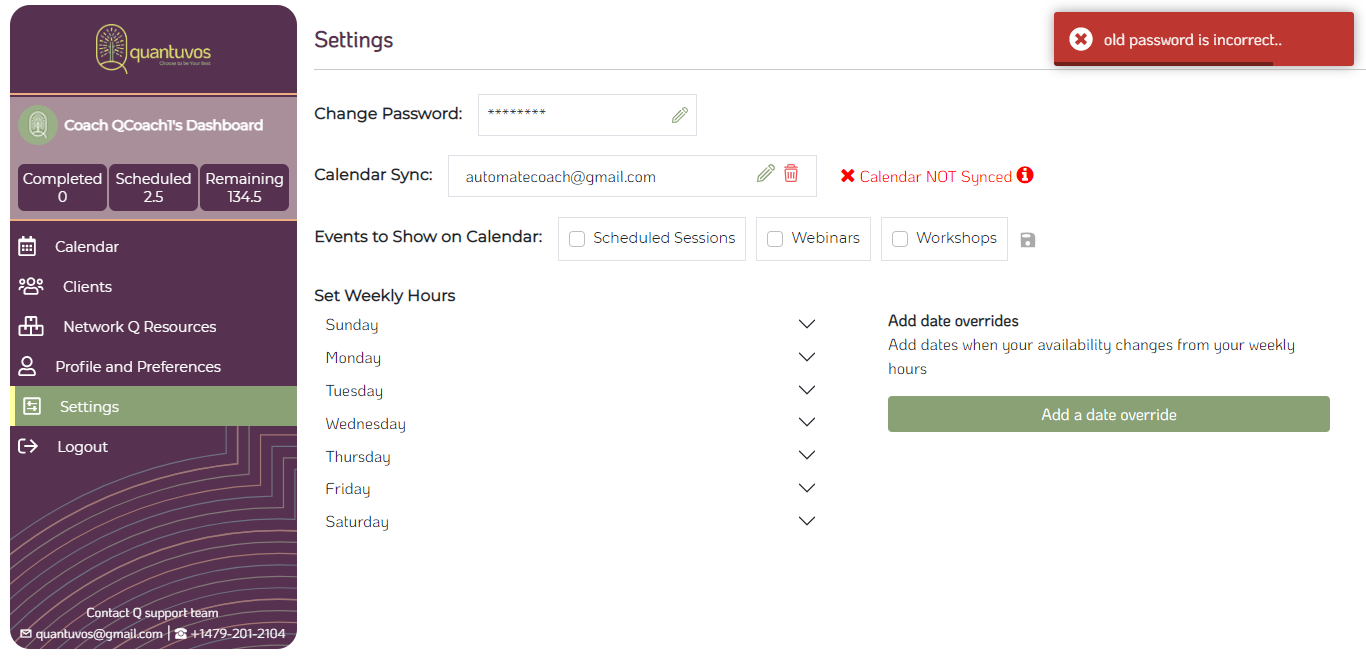 quantuvos
Choose to be Your Best
Coach QCoach1's Dashboard
Completed
0
Scheduled
2.5
Remaining
134.5
Calendar
Clients
Network Q Resources
Profile and Preferences
Settings
Logout
Contact Q support team
quantuvos@gmail.com | +1479-201-2104
Settings
old password is incorrect..
Change Password: ********
Calendar Sync: automatecoach@gmail.com Calendar NOT Synced
Events to Show on Calendar: Scheduled Sessions Webinars Workshops
Set Weekly Hours
Sunday
Monday
Tuesday
Wednesday
Thursday
Friday
Saturday
Add date overrides
Add dates when your availability changes from your weekly
hours
Add a date override